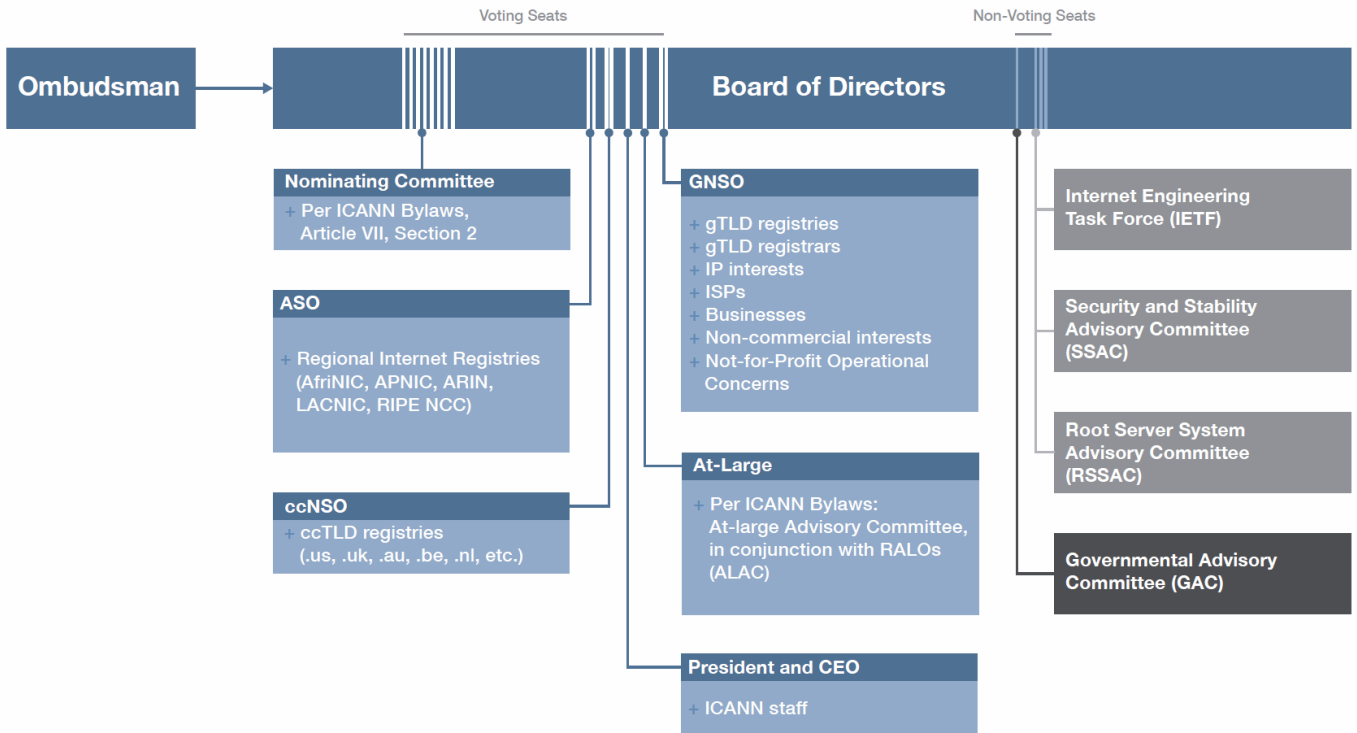 Voting Seats
Non-Voting Seats
Ombudsman
Board of Directors
Nominating Committee
+ Per ICANN Bylaws,
Article VII, Section 2
ASO
+ Regional Internet Registries
(AfriNIC, APNIC, ARIN,
LACNIC, RIPE NCC)
ccNSO
+ ccTLD registries
(.us, .uk, .au, .be, .nl, etc.)
GNSO
+ gTLD registries
+ gTLD registrars
+ IP interests
+ ISPs
+ Businesses
+ Non-commercial interests
+ Not-for-Profit Operational
Concerns
At-Large
+ Per ICANN Bylaws:
At-large Advisory Committee,
in conjunction with RALOs
(ALAC)
President and CEO
+ ICANN staff
Internet Engineering
Task Force (IETF)
Security and Stability
Advisory Committee
(SSAC)
Root Server System
Advisory Committee
(RSSAC)
Governmental Advisory
Committee (GAC)